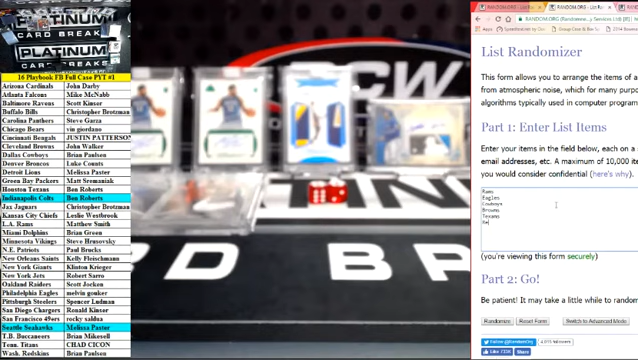 PLATINUM
CARD BREAKS
PLATINUM
CARD BREAKS
16 Playbook FB Full Case PYT #1
Arizona Cardinals John Darby
Atlanta Falcons Mike McNabb
Baltimore Ravens Scott Kinser
Buffalo Bills Christopher Brotzman
Carolina Panthers Steve Garza
Chicago Bears vin giordano
Cincinnati Bengals JUSTIN PATTERSON
Cleveland Browns John Walker
Dallas Cowboys Brian Paulsen
Denver Broncos Luke Counts
Detroit Lions Melissa Paster
Green Bay Packers Matt Sremaniak
Houston Texans Ben Roberts
Indianapolis Colts Ben Roberts
Jax Jaguars Christopher Brotzman
Kansas City Chiefs Leslie Westbrook
L.A. Rams Matthew Smith
Miami Dolphins Brian Green
Minnesota Vikings Steve Hrusovsky
N.E. Patriots Paul Brucks
New Orleans Saints Kelly Fleischmann
New York Giants Klinton Krieger
New York Jets Robert Sarro
Oakland Raiders Scott Jocken
Philadelphia Eagles melvin gouker
Pittsburgh Steelers Spencer Ludman
San Diego Chargers Ronald Kinser
San Francisco 49ers rocky saldua
Seattle Seahawks Melissa Paster
T.B. Buccaneers Brian Mikesell
Tenn. Titans CHAD CICON
Wash. Redskins Brian Paulsen
CW
RD BR
List Randomizer
This form allows you to arrange the items of a
from atmospheric noise, which for many purpo
algorithms typically used in computer program
Part 1: Enter List Items
Enter your items in the field below, each on a s
email addresses, etc. A maximum of 10,000 ite
you would consider confidential (here's why).
Rams
Eagles
Cowboys
Browns
Texans
(you're viewing this form securely)
Part 2: Go!
Be patient! It may take a little while to random
Randomize Reset Form Switch to Advanced Mode
Like
Share